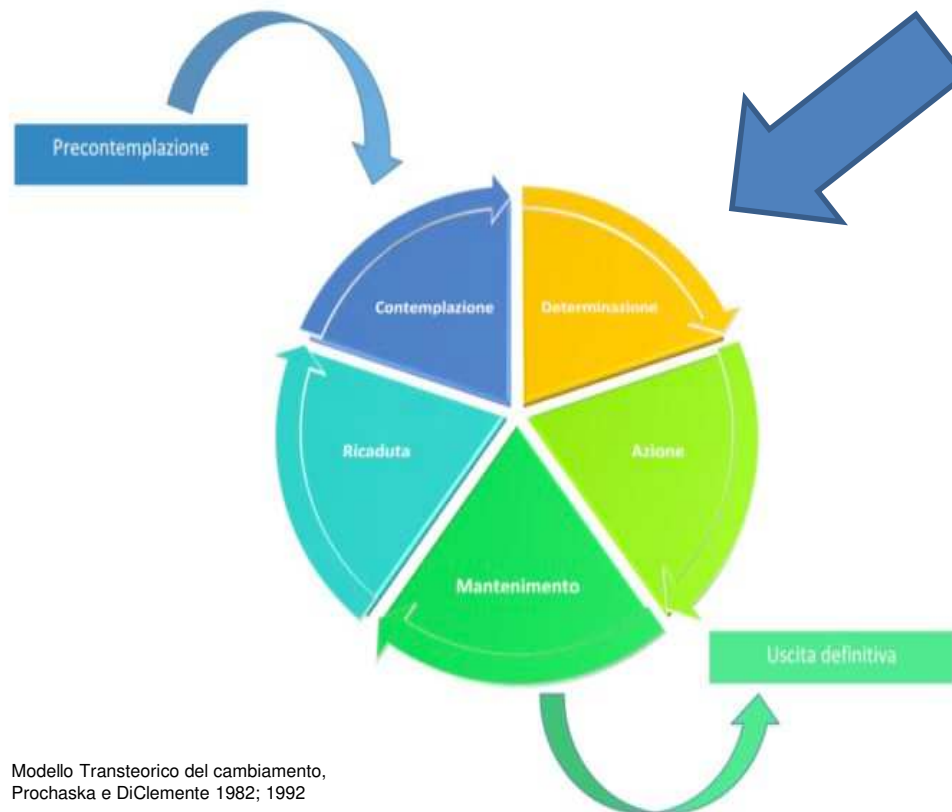 Precontemplazione
Contemplazione
Determinazione
Ricaduta
Azione
Mantenimento
Uscita definitiva
Modello Transteorico del cambiamento,
Prochaska e DiClemente 1982; 1992